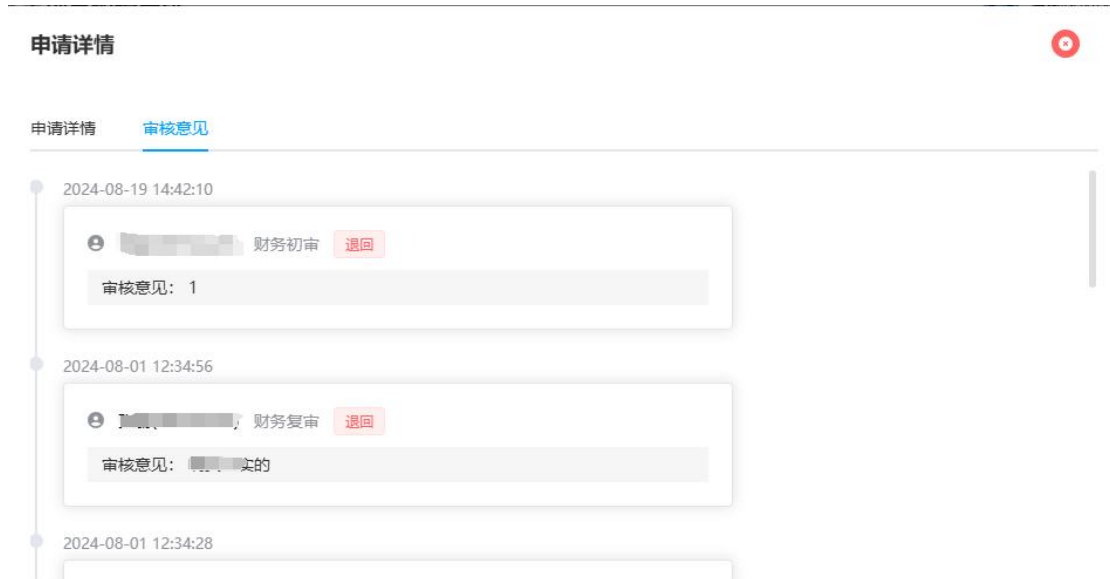 申请详情
申请详情 审核意见
2024-08-19 14:42:10
财务初审 退回
审核意见： 1
2024-08-01 12:34:56
财务复审 退回
审核意见： 实的
2024-08-01 12:34:28